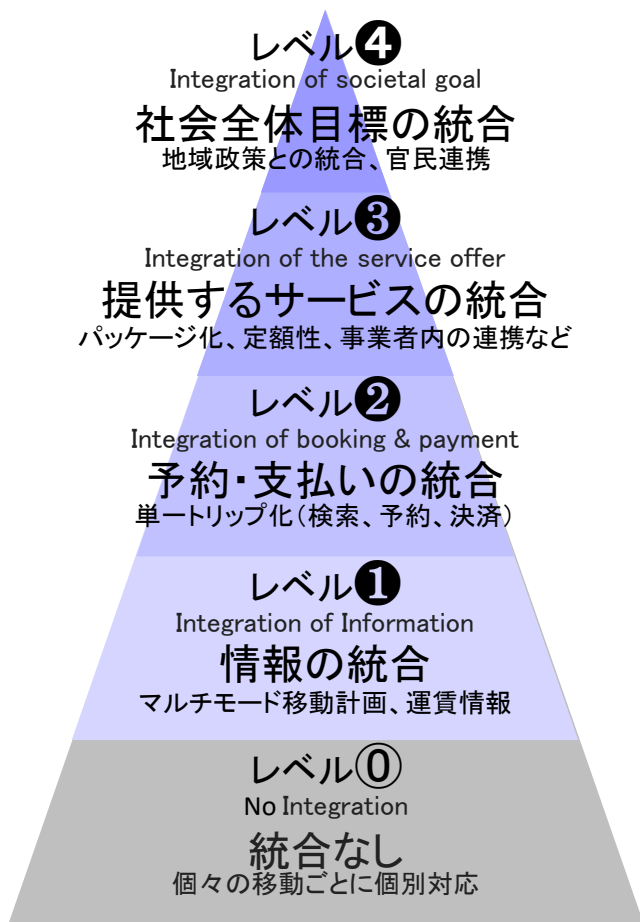 レベル❹
Integration of societal goal
社会全体目標の統合
地域政策との統合、官民連携
レベル❸
Integration of the service offer
提供するサービスの統合
パッケージ化、定額性、事業者内の連携など
レベル❷
Integration of booking & payment
予約・支払いの統合
単一トリップ化（検索、予約、決済）
レベル❶
Integration of Information
情報の統合
マルチモード移動計画、運賃情報
レベル⓪
No Integration
統合なし
個々の移動ごとに個別対応